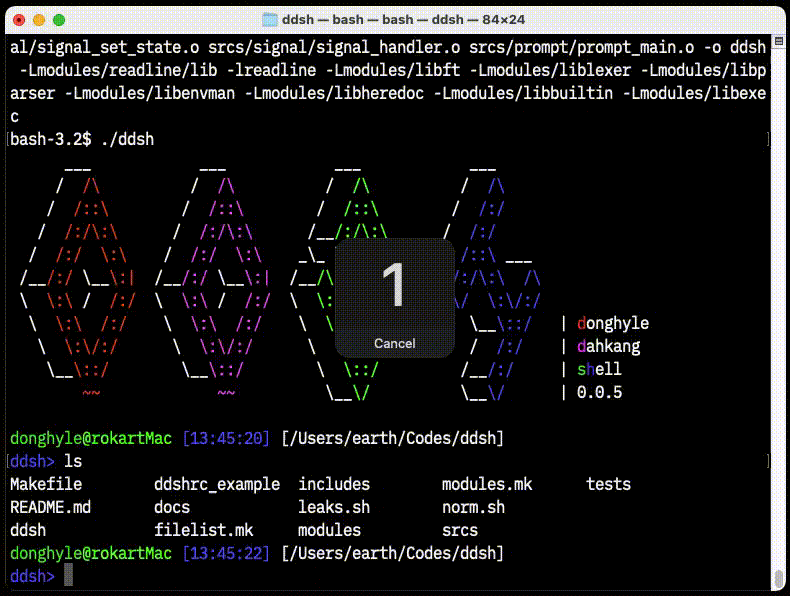 ddsh — bash — bash — ddsh — 84×24
al/signal_set_state.o srcs/signal/signal_handler.o srcs/prompt/prompt_main.o -o ddsh
-Lmodules/readline/lib -lreadline -Lmodules/libft -Lmodules/liblexer -Lmodules/libp
arser -Lmodules/libenvman -Lmodules/libheredoc -Lmodules/libbuiltin -Lmodules/libexe
c
bash-3.2$ ./ddsh
1
Cancel
| donghyle
| dahkang
| shell
| 0.0.5
donghyle@rokartMac [13:45:20] [/Users/earth/Codes/ddsh]
ddsh> ls
Makefile ddshrc_example includes modules.mk tests
README.md docs leaks.sh norm.sh
ddsh filelist.mk modules srcs
donghyle@rokartMac [13:45:22] [/Users/earth/Codes/ddsh]
ddsh>